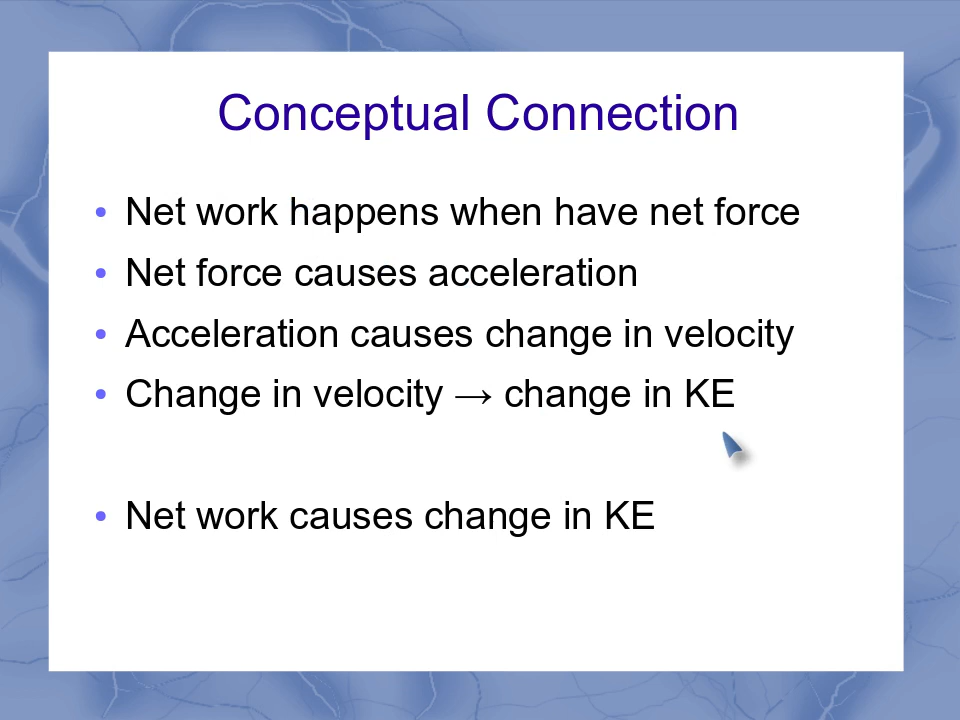 Conceptual Connection
• Net work happens when have net force
• Net force causes acceleration
• Acceleration causes change in velocity
• Change in velocity → change in KE
• Net work causes change in KE